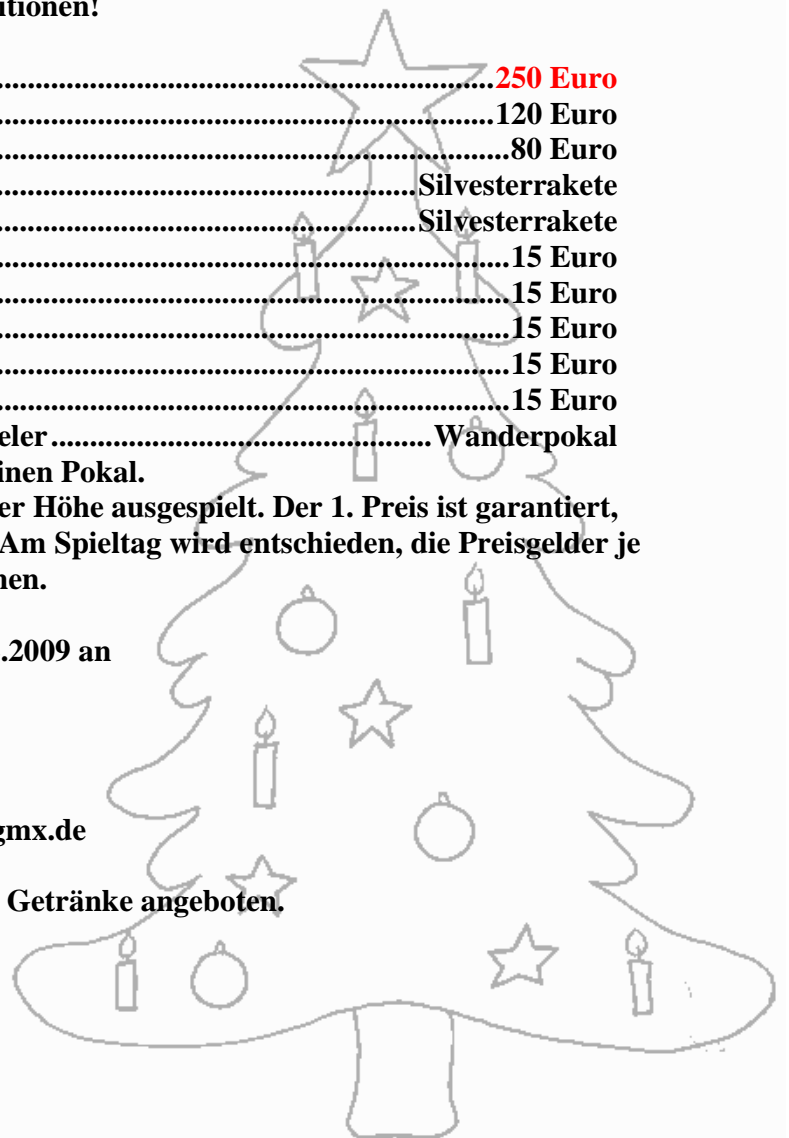 itionen!
....................................................................250 Euro
....................................................................120 Euro
......................................................................80 Euro
.........................................................Silvesterrakete
.........................................................Silvesterrakete
......................................................................15 Euro
......................................................................15 Euro
......................................................................15 Euro
......................................................................15 Euro
......................................................................15 Euro
eler....................................................Wanderpokal
inen Pokal.
er Höhe ausgespielt. Der 1. Preis ist garantiert,
Am Spieltag wird entschieden, die Preisgelder je
nen.
.2009 an
gmx.de
Getränke angeboten.